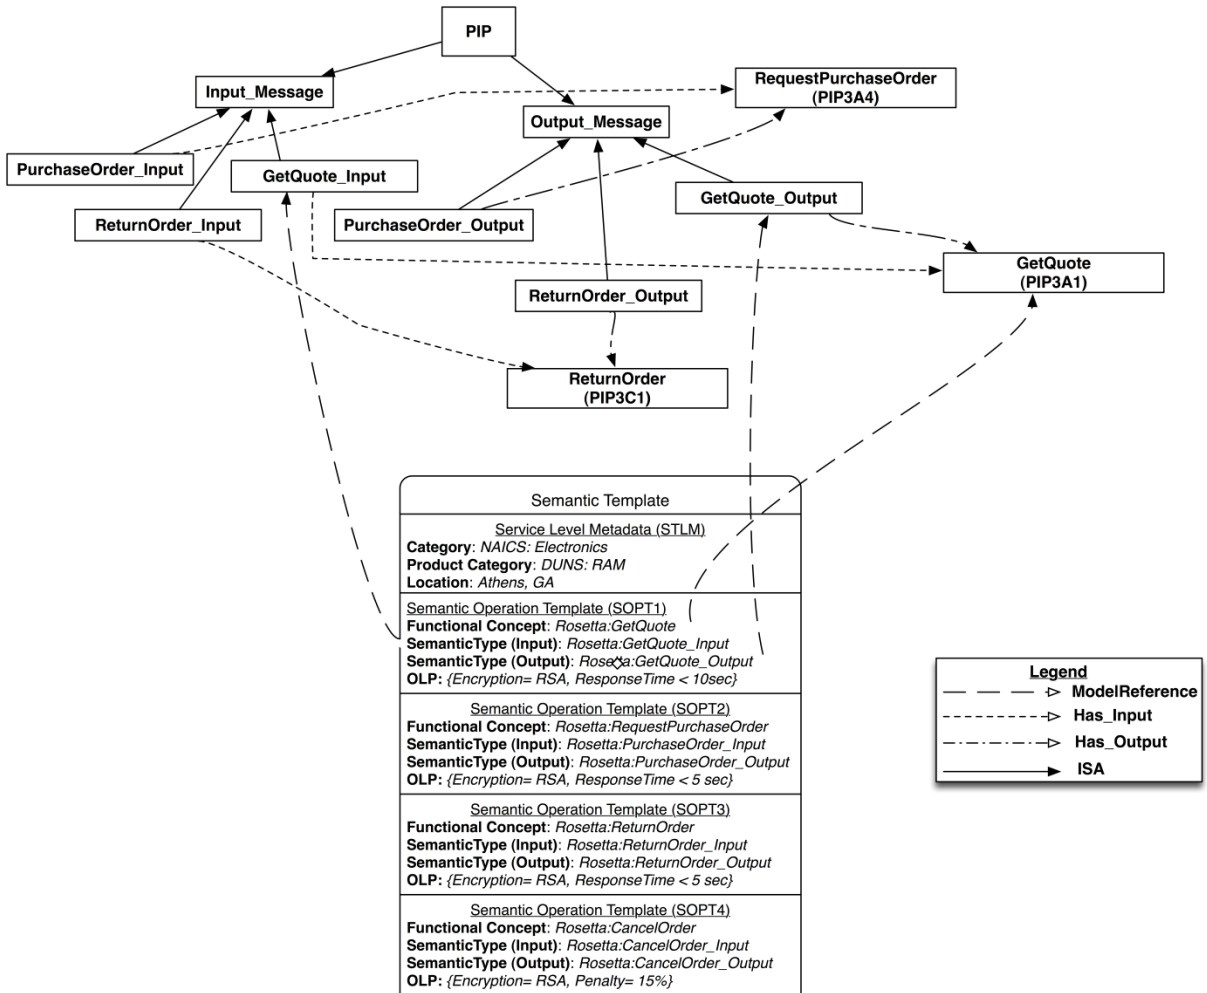 PIP
RequestPurchaseOrder
(PIP3A4)
Input_Message
Output_Message
PurchaseOrder_Input
GetQuote_Input
GetQuote_Output
ReturnOrder_Input
PurchaseOrder_Output
GetQuote
(PIP3A1)
ReturnOrder_Output
ReturnOrder
(PIP3C1)
Semantic Template
Service Level Metadata (STLM)
Category: NAICS: Electronics
Product Category: DUNS: RAM
Location: Athens, GA
Semantic Operation Template (SOPT1)
Functional Concept: Rosetta:GetQuote
SemanticType (Input): Rosetta:GetQuote_Input
SemanticType (Output): Rosetta:GetQuote_Output
OLP: {Encryption= RSA, ResponseTime < 10sec}
Semantic Operation Template (SOPT2)
Functional Concept: Rosetta:RequestPurchaseOrder
SemanticType (Input): Rosetta:PurchaseOrder_Input
SemanticType (Output): Rosetta:PurchaseOrder_Output
OLP: {Encryption= RSA, ResponseTime < 5 sec}
Semantic Operation Template (SOPT3)
Functional Concept: Rosetta:ReturnOrder
SemanticType (Input): Rosetta:ReturnOrder_Input
SemanticType (Output): Rosetta:ReturnOrder_Output
OLP: {Encryption= RSA, ResponseTime < 5 sec}
Semantic Operation Template (SOPT4)
Functional Concept: Rosetta:CancelOrder
SemanticType (Input): Rosetta:CancelOrder_Input
SemanticType (Output): Rosetta:CancelOrder_Output
OLP: {Encryption= RSA, Penalty= 15%}
Legend
ModelReference
Has_Input
Has_Output
ISA